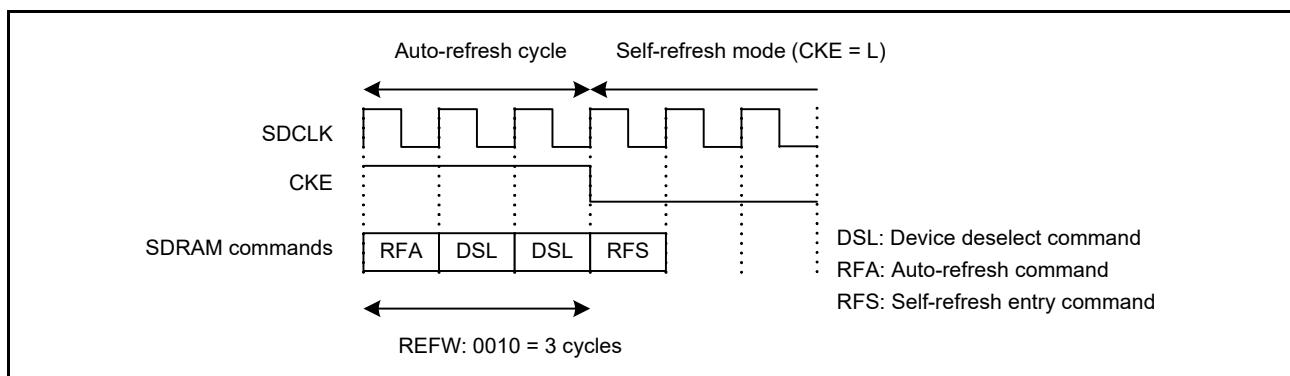 Auto-refresh cycle Self-refresh mode (CKE = L)
SDCLK
CKE
SDRAM commands RFA DSL DSL RFS
DSL: Device deselect command
RFA: Auto-refresh command
RFS: Self-refresh entry command
REFW: 0010 = 3 cycles